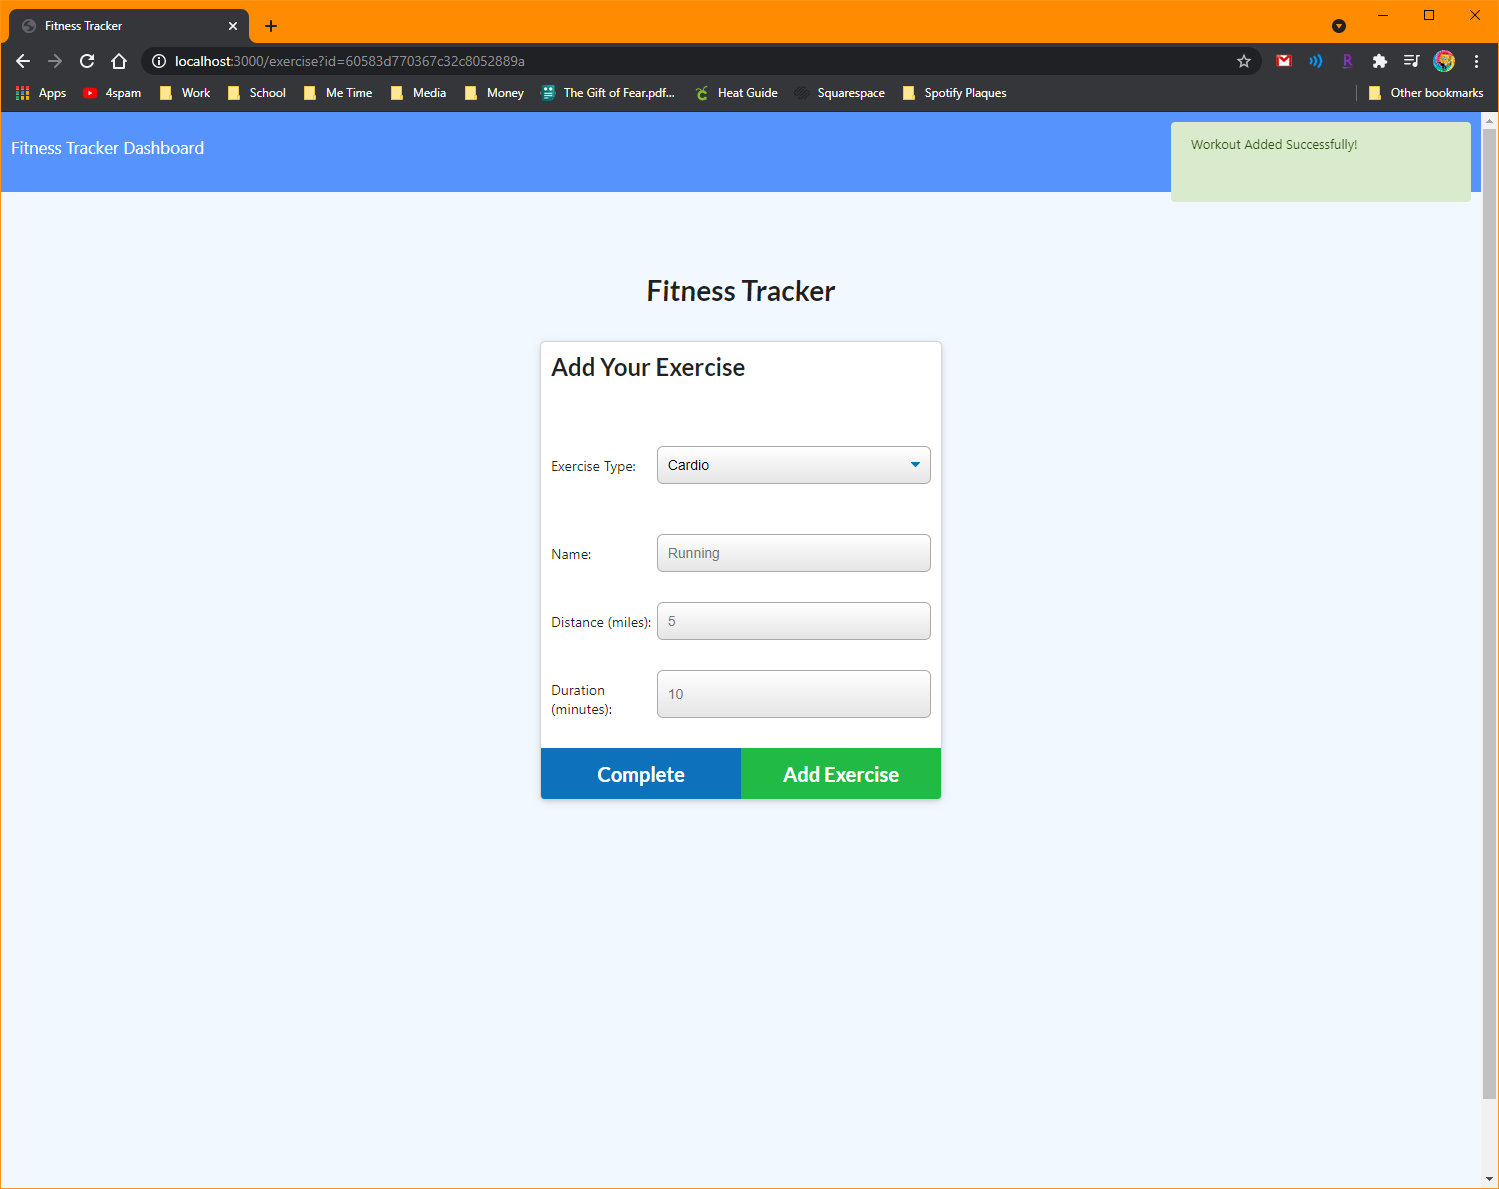 Fitness Tracker
localhost:3000/exercise?id=60583d770367c32c8052889a
R
Apps 4spam Work School Me Time Media Money The Gift of Fear.pdf... Heat Guide Squarespace Spotify Plaques Other bookmarks
Fitness Tracker Dashboard
Workout Added Successfully!
Fitness Tracker
Add Your Exercise
Exercise Type: Cardio
Name: Running
Distance (miles): 5
Duration
(minutes): 10
Complete Add Exercise